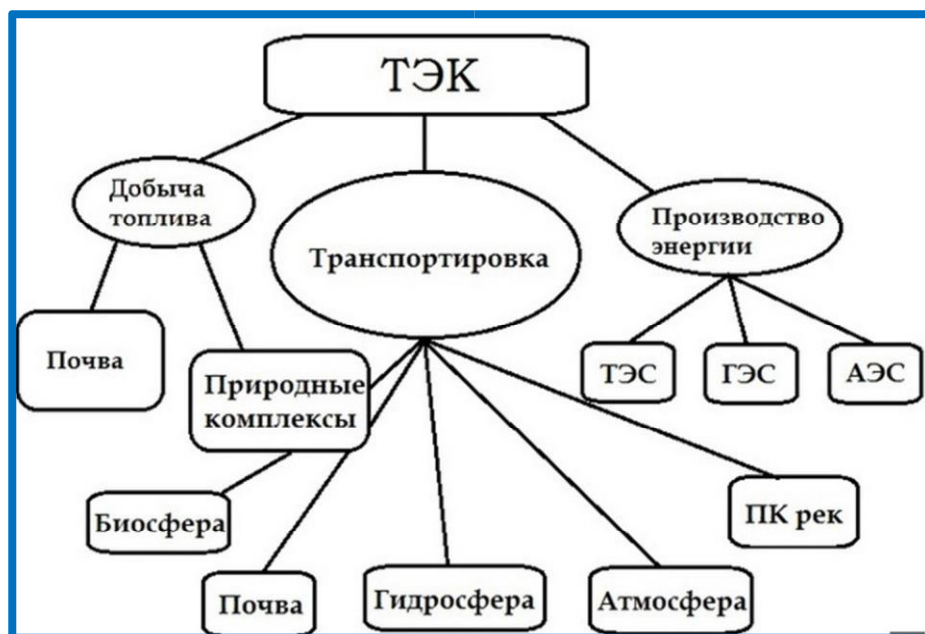 ТЭК
Добыча
топлива
Транспортировка
Производство
энергии
Почва
Природные
комплексы
ТЭС
ГЭС
АЭС
Биосфера
Почва
Гидросфера
Атмосфера
ПК рек